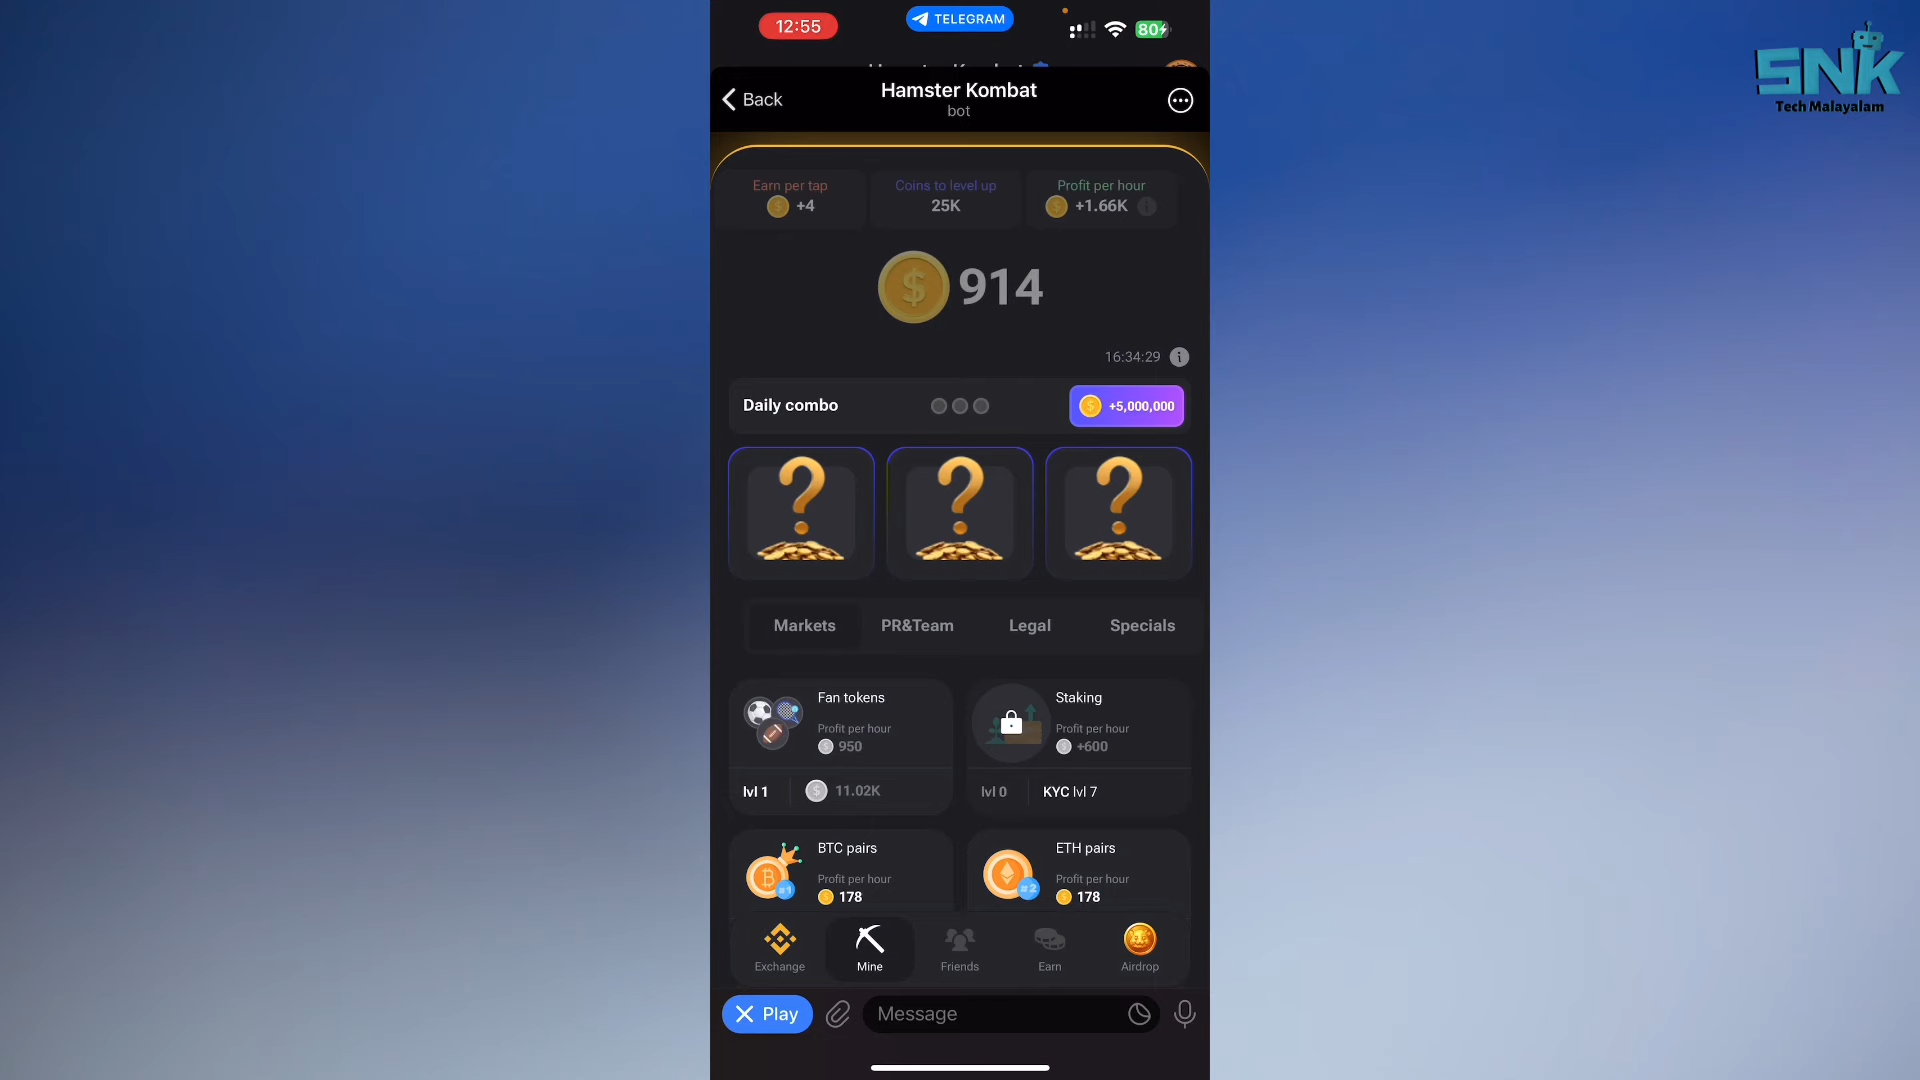 12:55
TELEGRAM
80
SNK
Tech Malayalam
Back
Hamster Kombat
bot
Earn per tap
+4
Coins to level up
25K
Profit per hour
+1.66K
$ 914
16:34:29
Daily combo
+5,000,000
? ? ?
Markets
PR&Team
Legal
Specials
Fan tokens
Profit per hour
950
lvl 1
11.02K
Staking
Profit per hour
+600
lvl 0
KYC lvl 7
BTC pairs
Profit per hour
178
#1
ETH pairs
Profit per hour
178
#2
Exchange
Mine
Friends
Earn
Airdrop
Play
Message